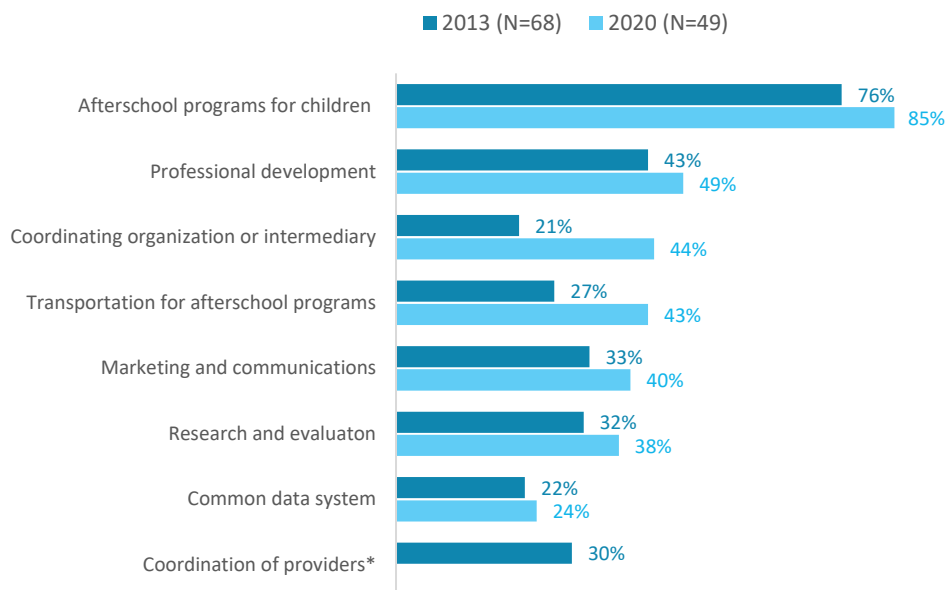 2013 (N=68) 2020 (N=49)
Afterschool programs for children 76%
85%
Professional development 43%
49%
Coordinating organization or intermediary 21%
44%
Transportation for afterschool programs 27%
43%
Marketing and communications 33%
40%
Research and evaluaton 32%
38%
Common data system 22%
24%
Coordination of providers* 30%